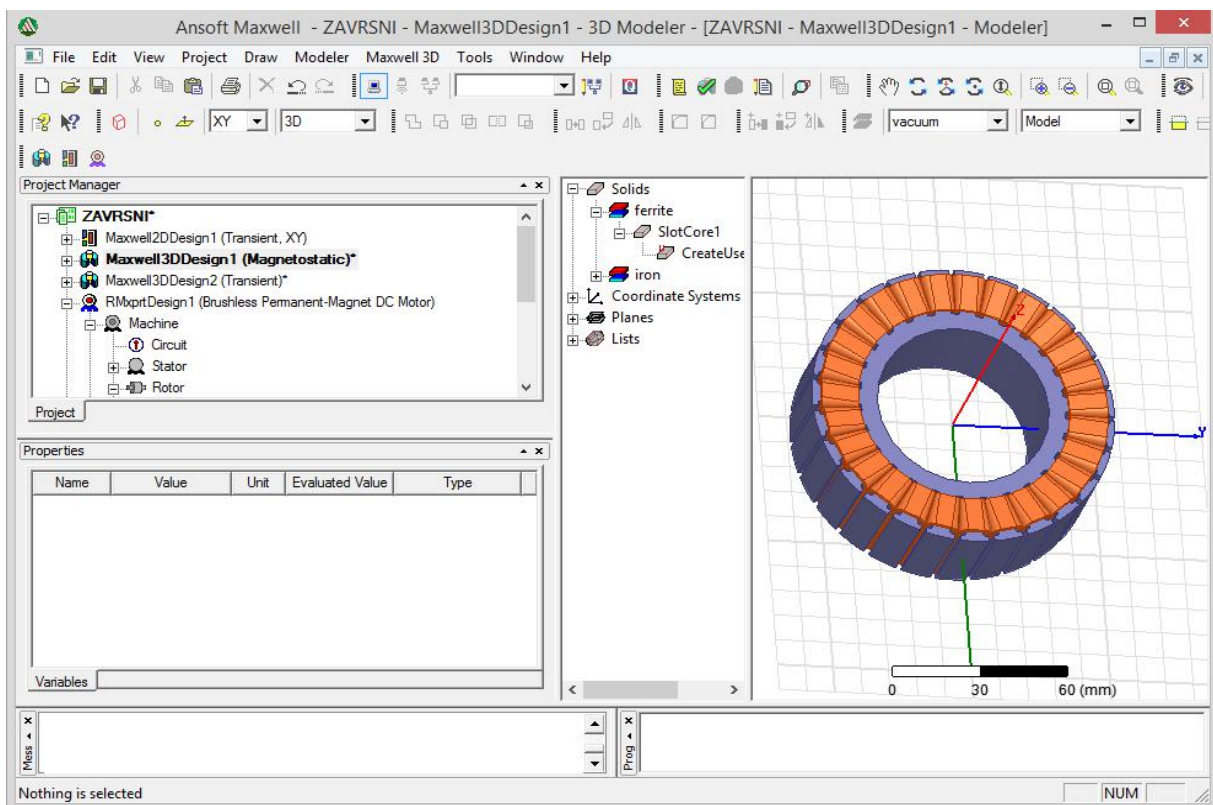 Ansoft Maxwell - ZAVRSNI - Maxwell3DDesign1 - 3D Modeler - [ZAVRSNI - Maxwell3DDesign1 - Modeler]
File Edit View Project Draw Modeler Maxwell 3D Tools Window Help
XY 3D vacuum Model
Project Manager
ZAVRSNI*
Maxwell2DDesign1 (Transient, XY)
Maxwell3DDesign1 (Magnetostatic)*
Maxwell3DDesign2 (Transient)*
RMxprtDesign1 (Brushless Permanent-Magnet DC Motor)
Machine
Circuit
Stator
Rotor
Project
Properties
Name Value Unit Evaluated Value Type
Variables
Solids
ferrite
SlotCore1
CreateUse
iron
Coordinate Systems
Planes
Lists
Z
Y
0 30 60 (mm)
Mess
Prog
Nothing is selected
NUM